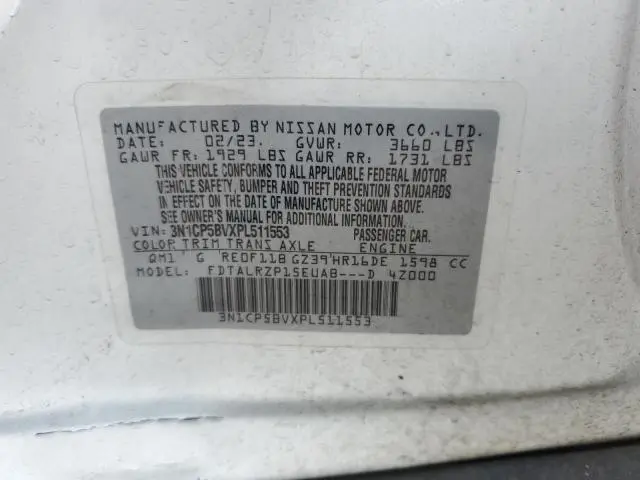 MANUFACTURED BY NISSAN MOTOR CO., LTD.
DATE: 02/23. GVWR: 3660 LBS
GAWR FR: 1929 LBS GAWR RR: 1731 LBS
THIS VEHICLE CONFORMS TO ALL APPLICABLE FEDERAL MOTOR
VEHICLE SAFETY, BUMPER AND THEFT PREVENTION STANDARDS
IN EFFECT ON THE DATE OF MANUFACTURE SHOWN ABOVE.
SEE OWNER'S MANUAL FOR ADDITIONAL INFORMATION.
VIN: 3N1CP5BVXPL511553 PASSENGER CAR.
COLOR TRIM TRANS AXLE ENGINE
QM1 G RE0F11B GZ39 HR16DE 1598 CC
MODEL: FDTALRZP15EUAB---D 4Z000
3N1CP5BVXPL511553